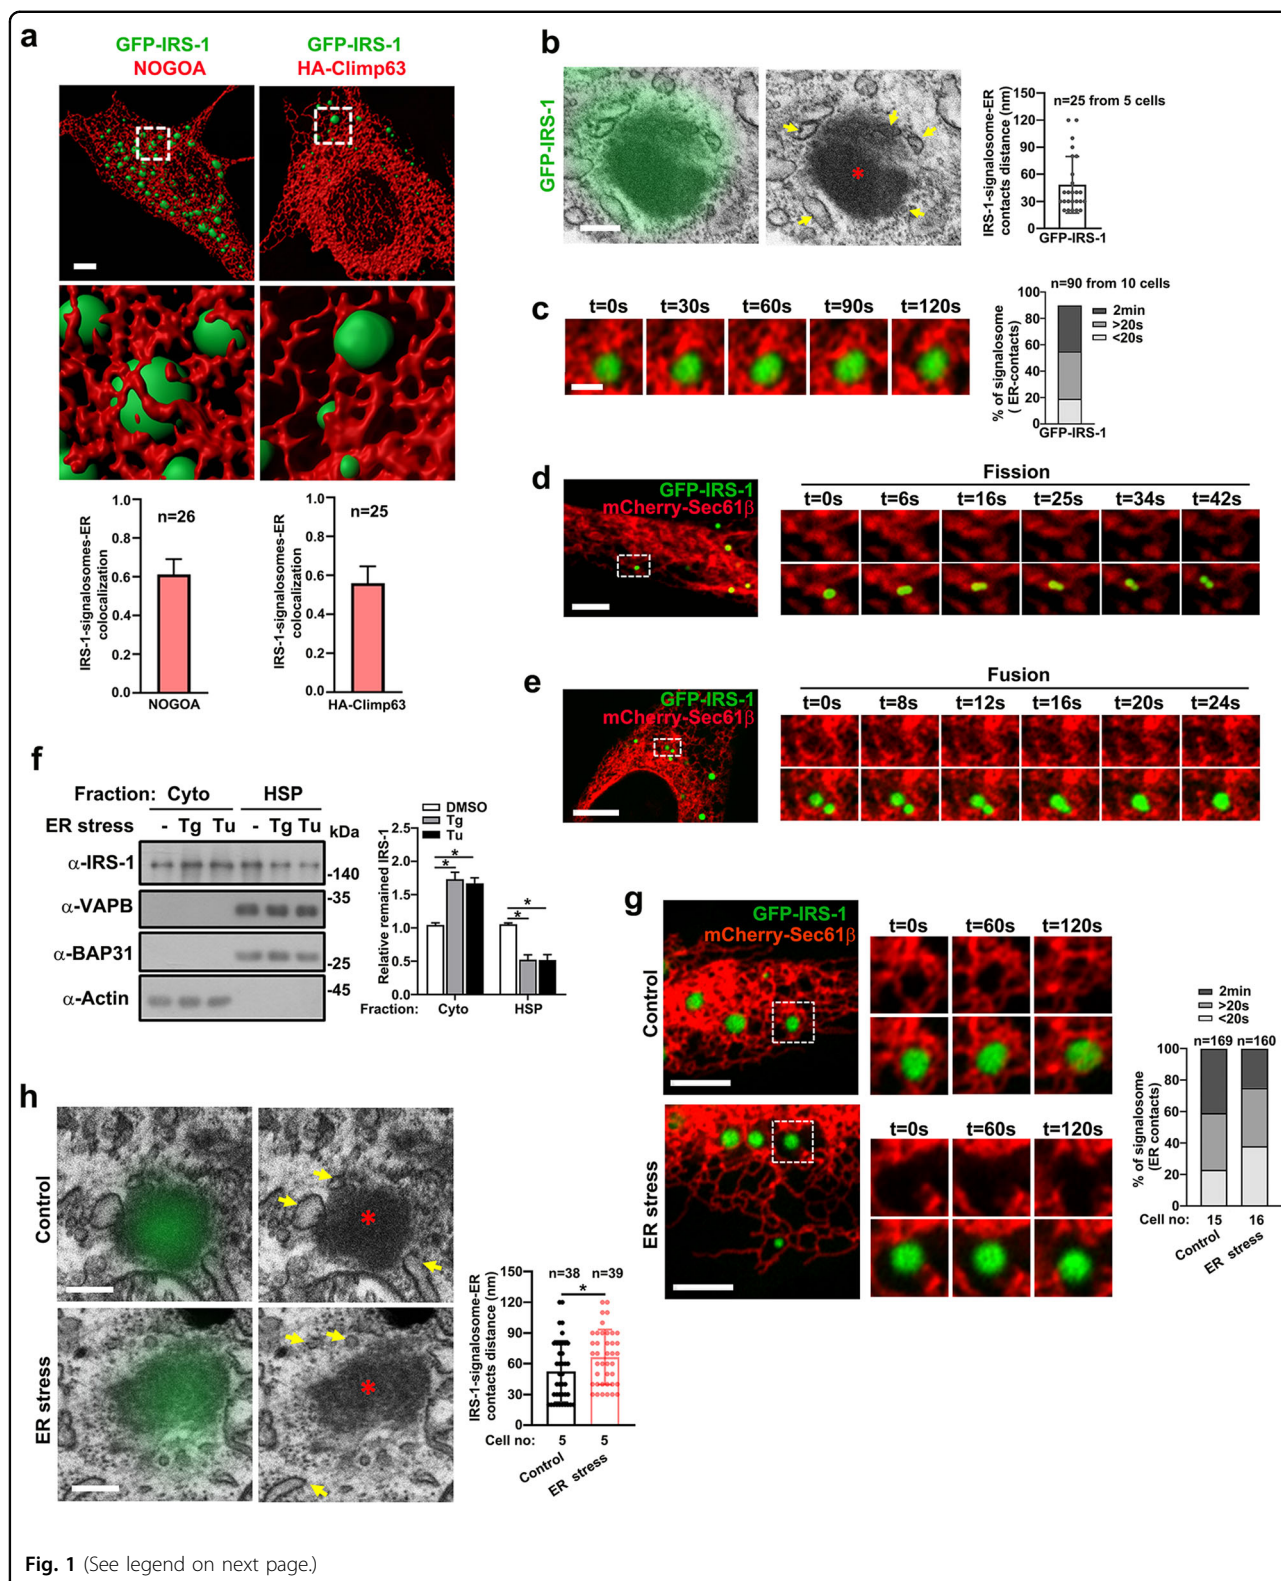 a
GFP-IRS-1
NOGOA
GFP-IRS-1
HA-Climp63
IRS-1-signalosomes-ER
colocalization
1.0
0.8
0.6
0.4
0.2
0.0
n=26
NOGOA
IRS-1-signalosomes-ER
colocalization
1.0
0.8
0.6
0.4
0.2
0.0
n=25
HA-Climp63
b
GFP-IRS-1
*
IRS-1-signalosome-ER
contacts distance (nm)
150
120
90
60
30
0
n=25 from 5 cells
GFP-IRS-1
c
t=0s
t=30s
t=60s
t=90s
t=120s
% of signalosome
( ER-contacts)
100
80
60
40
20
0
n=90 from 10 cells
2min
>20s
<20s
GFP-IRS-1
d
GFP-IRS-1
mCherry-Sec61β
Fission
t=0s
t=6s
t=16s
t=25s
t=34s
t=42s
e
GFP-IRS-1
mCherry-Sec61β
Fusion
t=0s
t=8s
t=12s
t=16s
t=20s
t=24s
f
Fraction: Cyto HSP
ER stress - Tg Tu - Tg Tu kDa
α-IRS-1 -140
α-VAPB -35
α-BAP31 -25
α-Actin -45
Relative remained IRS-1
2.5
2.0
1.5
1.0
0.5
0.0
DMSO
Tg
Tu
*
*
*
*
Fraction: Cyto HSP
g
GFP-IRS-1
mCherry-Sec61β
Control
t=0s
t=60s
t=120s
ER stress
t=0s
t=60s
t=120s
2min
>20s
<20s
n=169 n=160
% of signalosome
(ER contacts)
100
80
60
40
20
0
Cell no: 15 16
Control
ER stress
h
Control
*
ER stress
*
IRS-1-signalosome-ER
contacts distance (nm)
150
120
90
60
30
0
n=38 n=39
*
Cell no: 5 5
Control
ER stress
Fig. 1 (See legend on next page.)